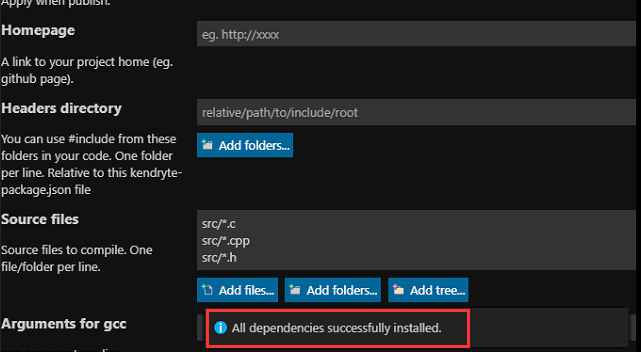 Apply when publish.
Homepage
eg. http://xxxx
A link to your project home (eg.
github page).
Headers directory
relative/path/to/include/root
You can use #include from these
folders in your code. One folder
per line. Relative to this kendryte-
package.json file
Add folders...
Source files
src/*.c
src/*.cpp
src/*.h
Source files to compile. One
file/folder per line.
Add files...
Add folders...
Add tree...
Arguments for gcc
All dependencies successfully installed.